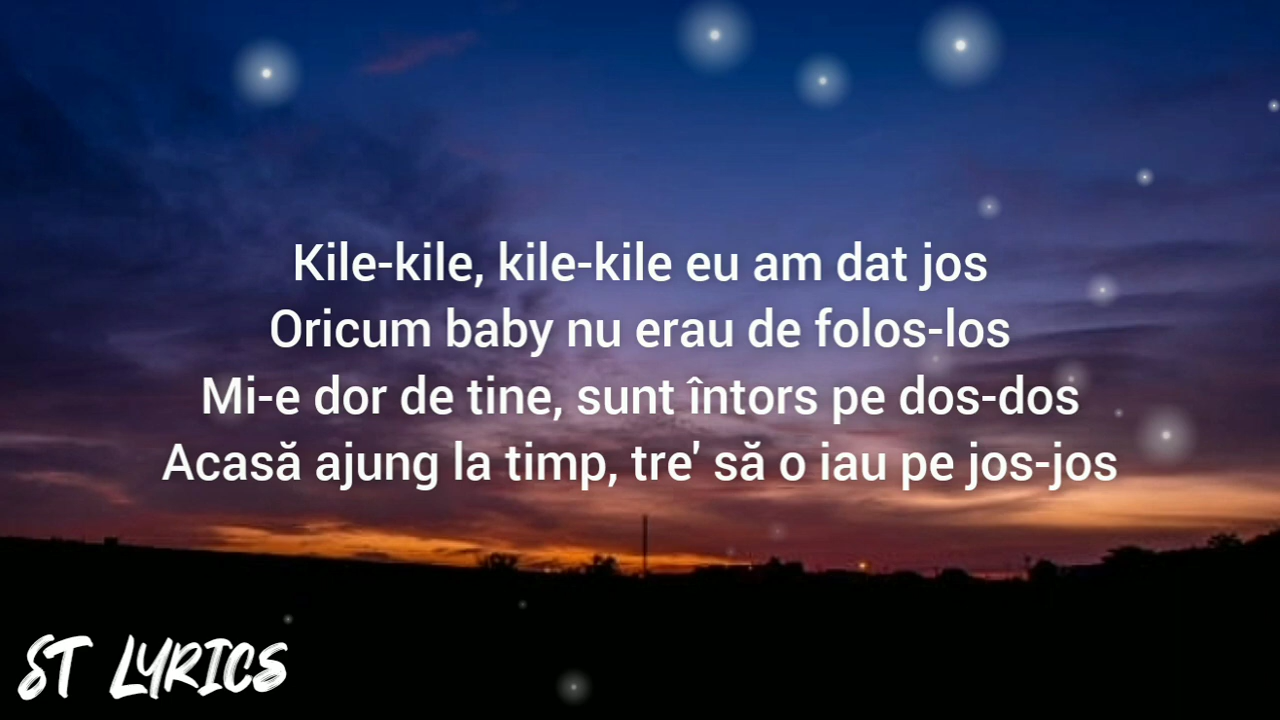 Kile-kile, kile-kile eu am dat jos
Oricum baby nu erau de folos-los
Mi-e dor de tine, sunt întors pe dos-dos
Acasă ajung la timp, tre' să o iau pe jos-jos
ST LYRICS